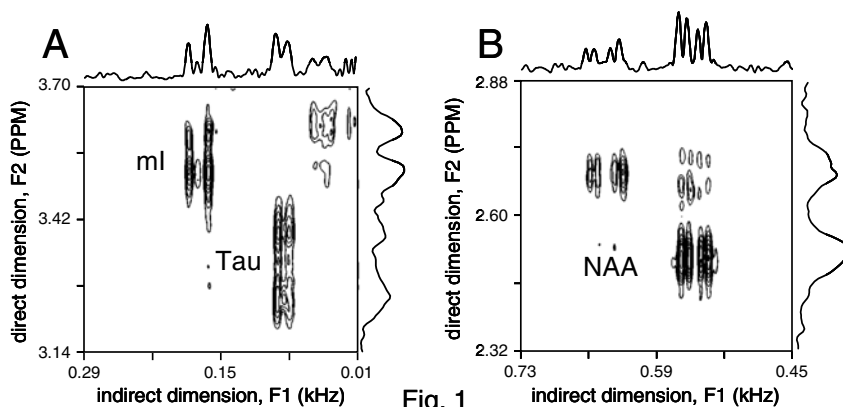 A
B
3.70
3.42
3.14
direct dimension, F2 (PPM)
mI
Tau
0.29
0.15
0.01
indirect dimension, F1 (kHz)
2.88
2.60
2.32
direct dimension, F2 (PPM)
NAA
0.73
0.59
0.45
indirect dimension, F1 (kHz)
Fig. 1